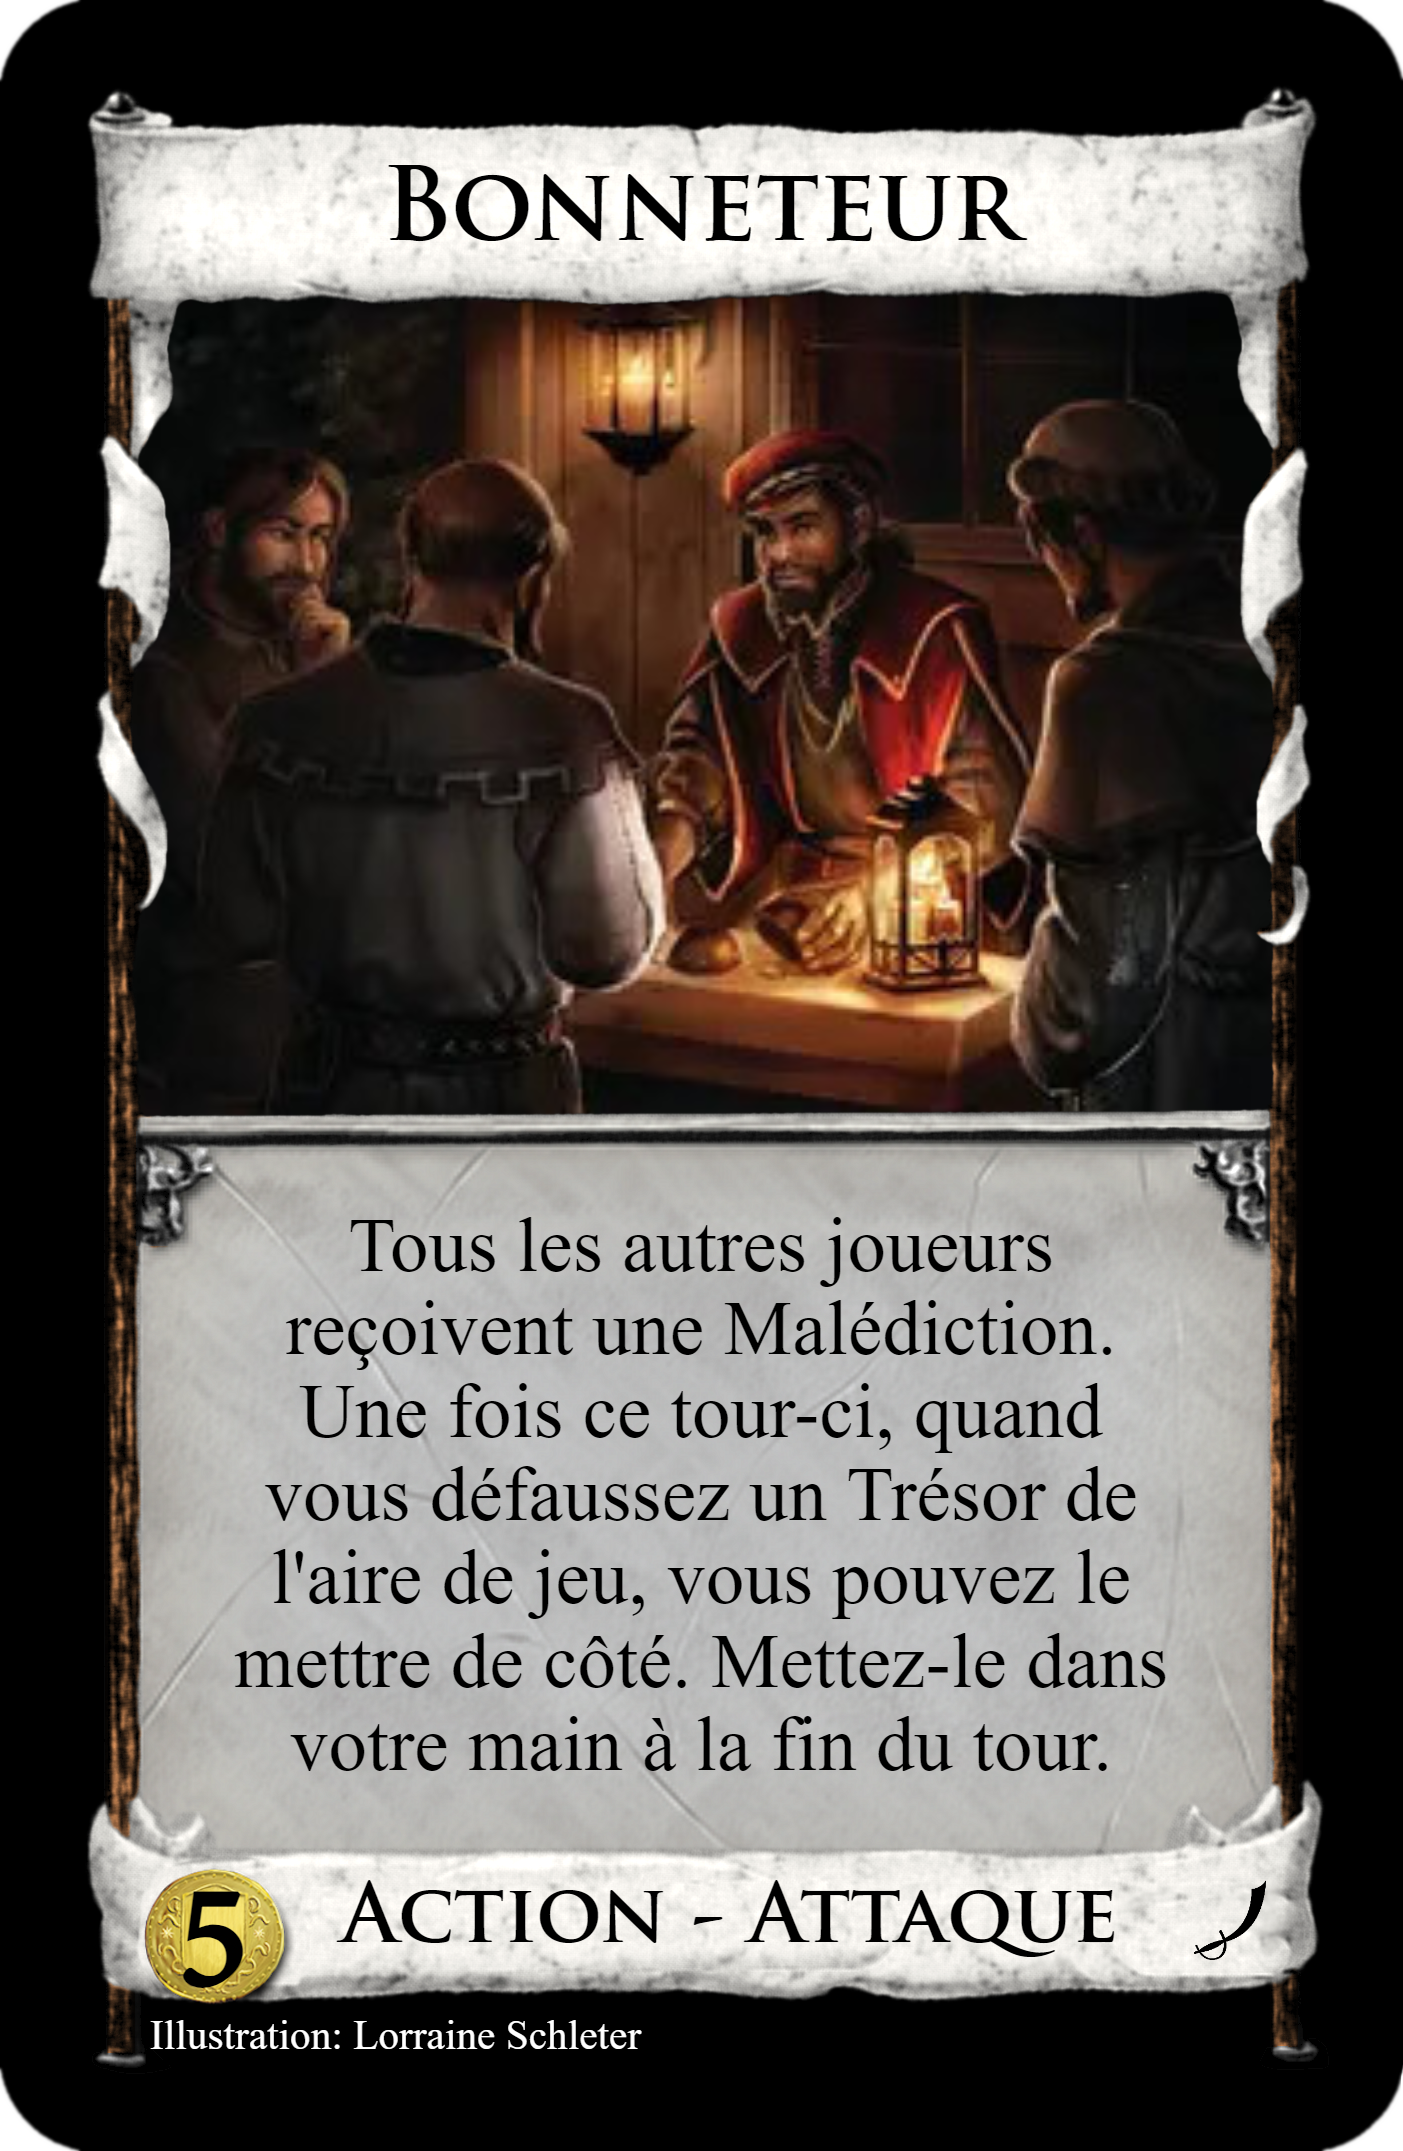 Bonneteur
Tous les autres joueurs
reçoivent une Malédiction.
Une fois ce tour-ci, quand
vous défaussez un Trésor de
l'aire de jeu, vous pouvez le
mettre de côté. Mettez-le dans
votre main à la fin du tour.
5 Action - Attaque
Illustration: Lorraine Schleter